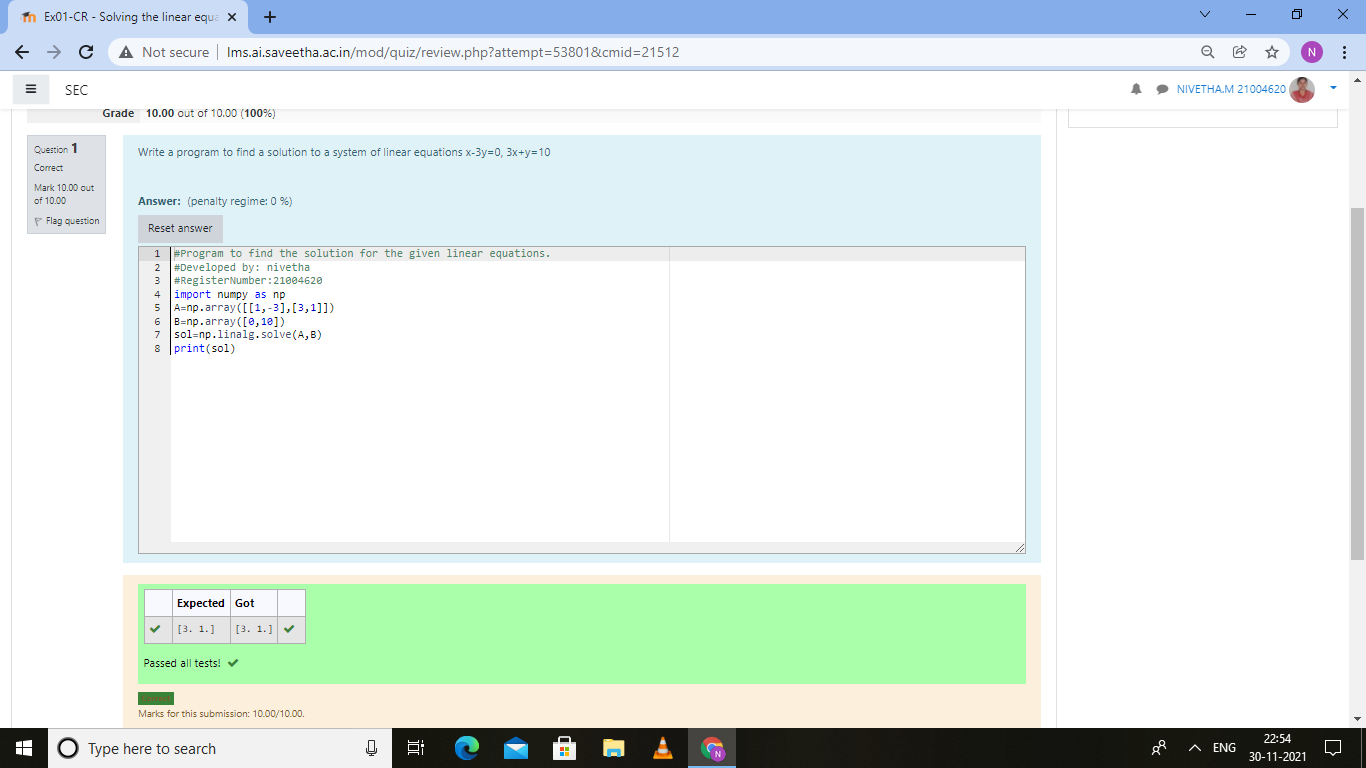 Ex01-CR - Solving the linear equa
Not secure lms.ai.saveetha.ac.in/mod/quiz/review.php?attempt=53801&cmid=21512
N
SEC
NIVETHA.M 21004620
Grade 10.00 out of 10.00 (100%)
Question 1
Correct
Mark 10.00 out
of 10.00
Flag question
Write a program to find a solution to a system of linear equations x-3y=0, 3x+y=10
Answer: (penalty regime: 0 %)
Reset answer
1 #Program to find the solution for the given linear equations.
2 #Developed by: nivetha
3 #RegisterNumber:21004620
4 import numpy as np
5 A=np.array([[1,-3],[3,1]])
6 B=np.array([0,10])
7 sol=np.linalg.solve(A,B)
8 print(sol)
Expected Got
[3. 1.] [3. 1.]
Passed all tests!
Marks for this submission: 10.00/10.00.
Type here to search
N
ENG
22:54
30-11-2021